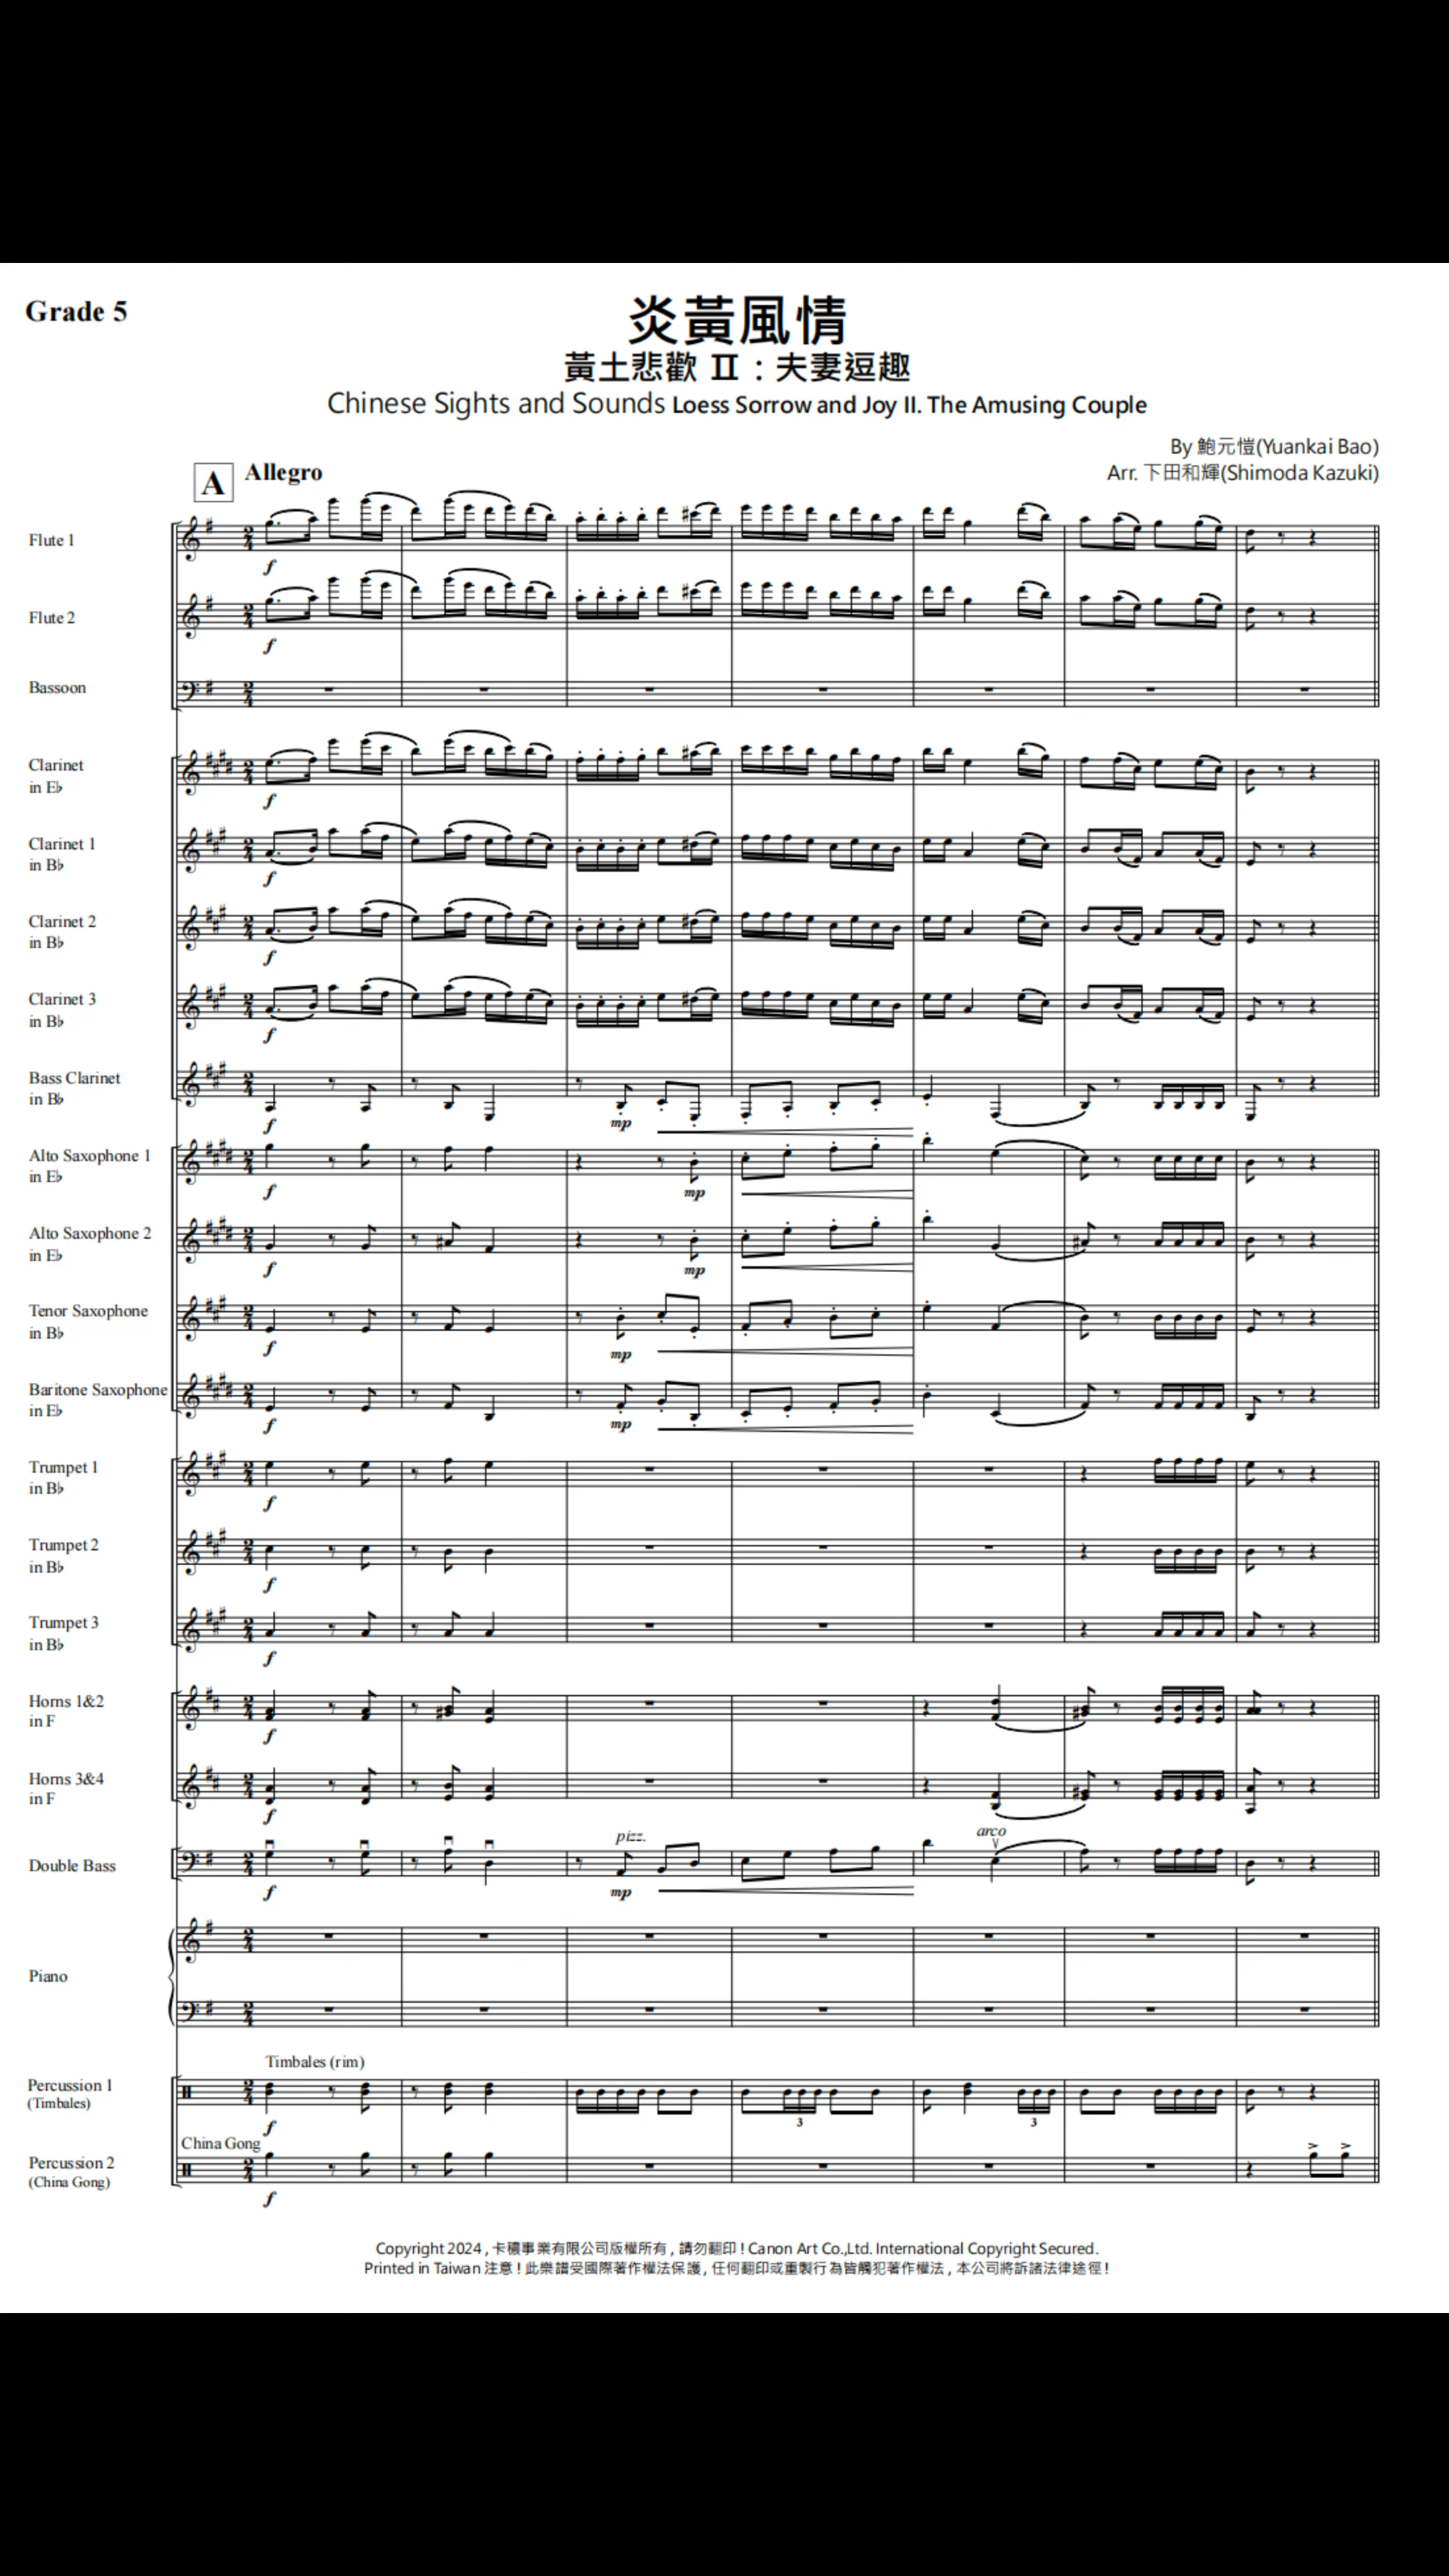 Grade 5
炎黃風情
黃土悲歡 Ⅱ：夫妻逗趣
Chinese Sights and Sounds Loess Sorrow and Joy II. The Amusing Couple
By 鮑元愷(Yuankai Bao)
Arr. 下田和輝(Shimoda Kazuki)
A Allegro
Flute 1
f
Flute 2
f
Bassoon
Clarinet
in E♭
f
Clarinet 1
in B♭
f
Clarinet 2
in B♭
f
Clarinet 3
in B♭
f
Bass Clarinet
in B♭
f mp
Alto Saxophone 1
in E♭
f mp
Alto Saxophone 2
in E♭
f mp
Tenor Saxophone
in B♭
f mp
Baritone Saxophone
in E♭
f mp
Trumpet 1
in B♭
f
Trumpet 2
in B♭
f
Trumpet 3
in B♭
f
Horns 1&2
in F
f
Horns 3&4
in F
f
pizz. arco
Double Bass
f mp
Piano
Timbales (rim)
Percussion 1
(Timbales)
f 3 3
China Gong
Percussion 2
(China Gong)
f
Copyright 2024 , 卡穠事業有限公司版權所有 , 請勿翻印 ! Canon Art Co.,Ltd. International Copyright Secured.
Printed in Taiwan 注意 ! 此樂譜受國際著作權法保護 , 任何翻印或重製行為皆觸犯著作權法 , 本公司將訴諸法律途徑 !